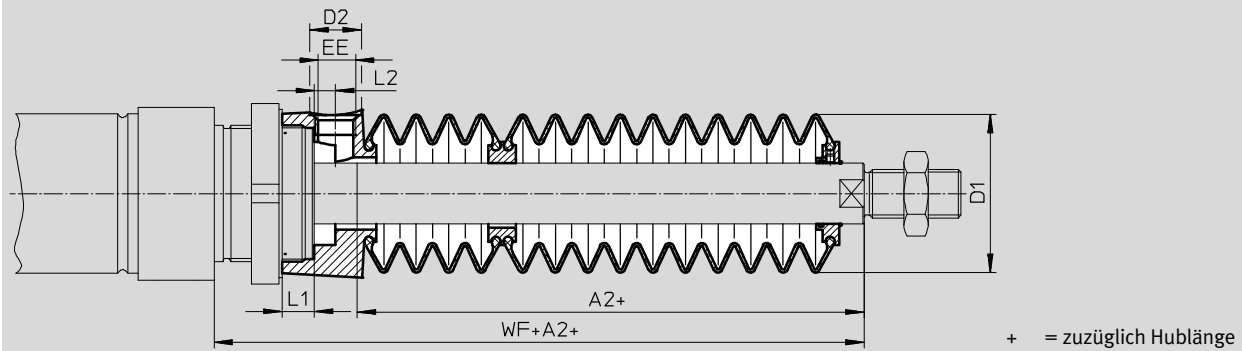 D2
EE
L2
D1
L1
A2+
WF+A2+
+ = zuzüglich Hublänge